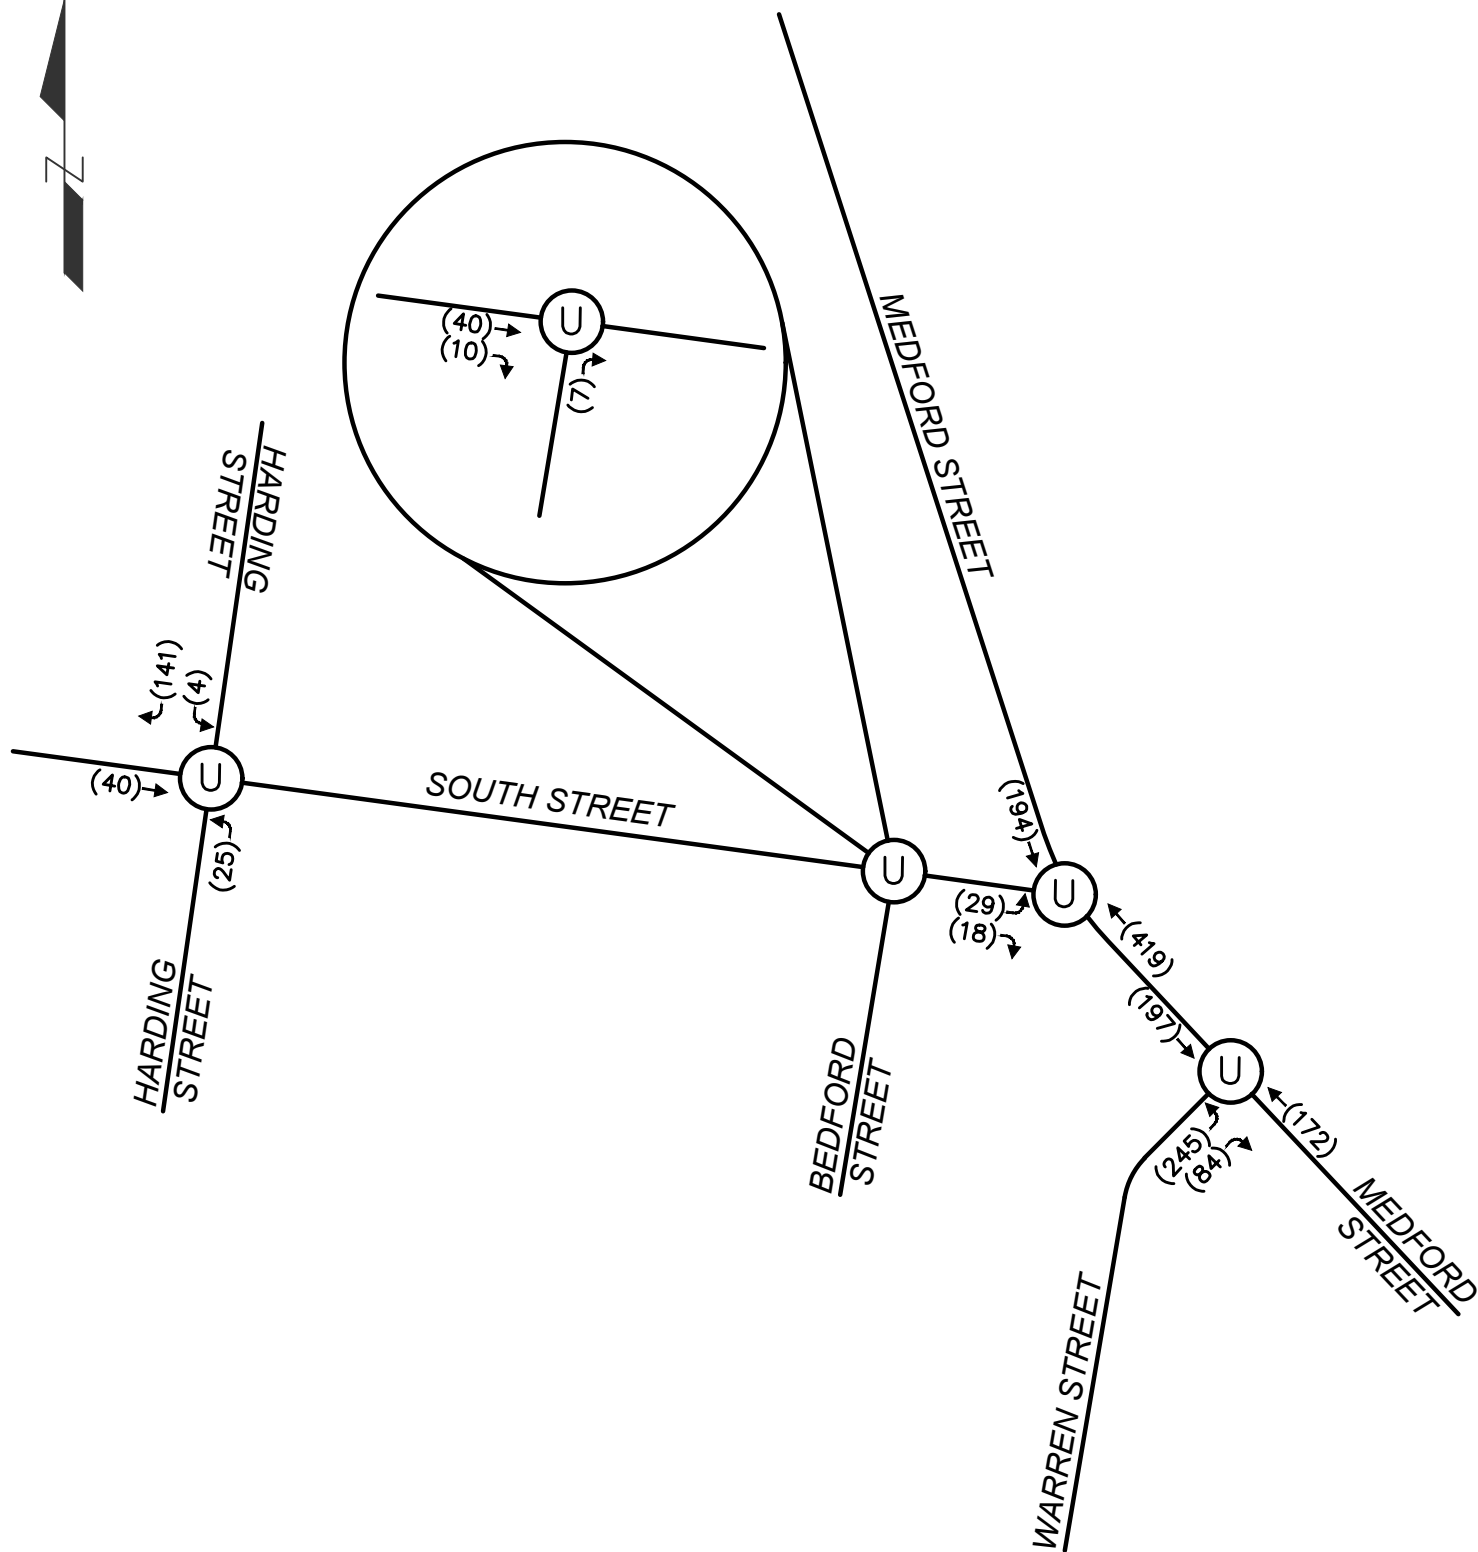 N
MEDFORD STREET
(40)
U
(10)
(7)
HARDING
STREET
(141)
(4)
U
(40)
(25)
SOUTH STREET
HARDING
STREET
U
(194)
U
(29)
(18)
(419)
(197)
U
(172)
(245)
(84)
BEDFORD
STREET
MEDFORD
STREET
WARREN STREET